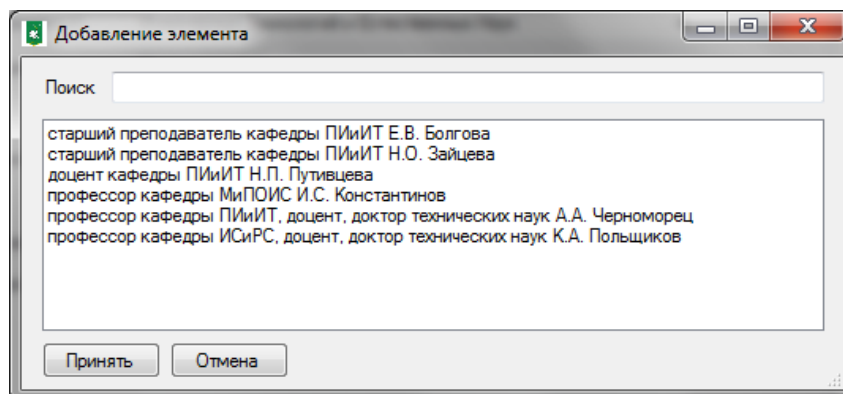 Добавление элемента
Поиск
старший преподаватель кафедры ПИиИТ Е.В. Болгова
старший преподаватель кафедры ПИиИТ Н.О. Зайцева
доцент кафедры ПИиИТ Н.П. Путивцева
профессор кафедры МиПОИС И.С. Константинов
профессор кафедры ПИиИТ, доцент, доктор технических наук А.А. Черноморец
профессор кафедры ИСиРС, доцент, доктор технических наук К.А. Польщиков
Принять Отмена